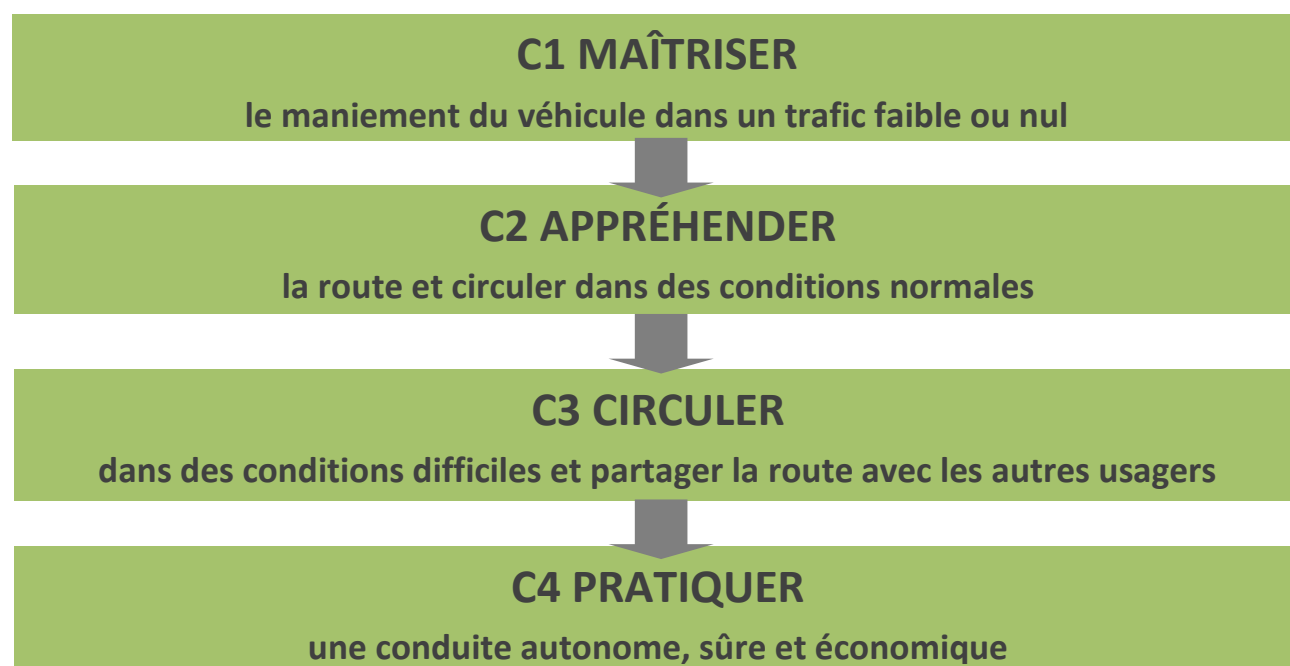 C1 MAÎTRISER
le maniement du véhicule dans un trafic faible ou nul
C2 APPRÉHENDER
la route et circuler dans des conditions normales
C3 CIRCULER
dans des conditions difficiles et partager la route avec les autres usagers
C4 PRATIQUER
une conduite autonome, sûre et économique